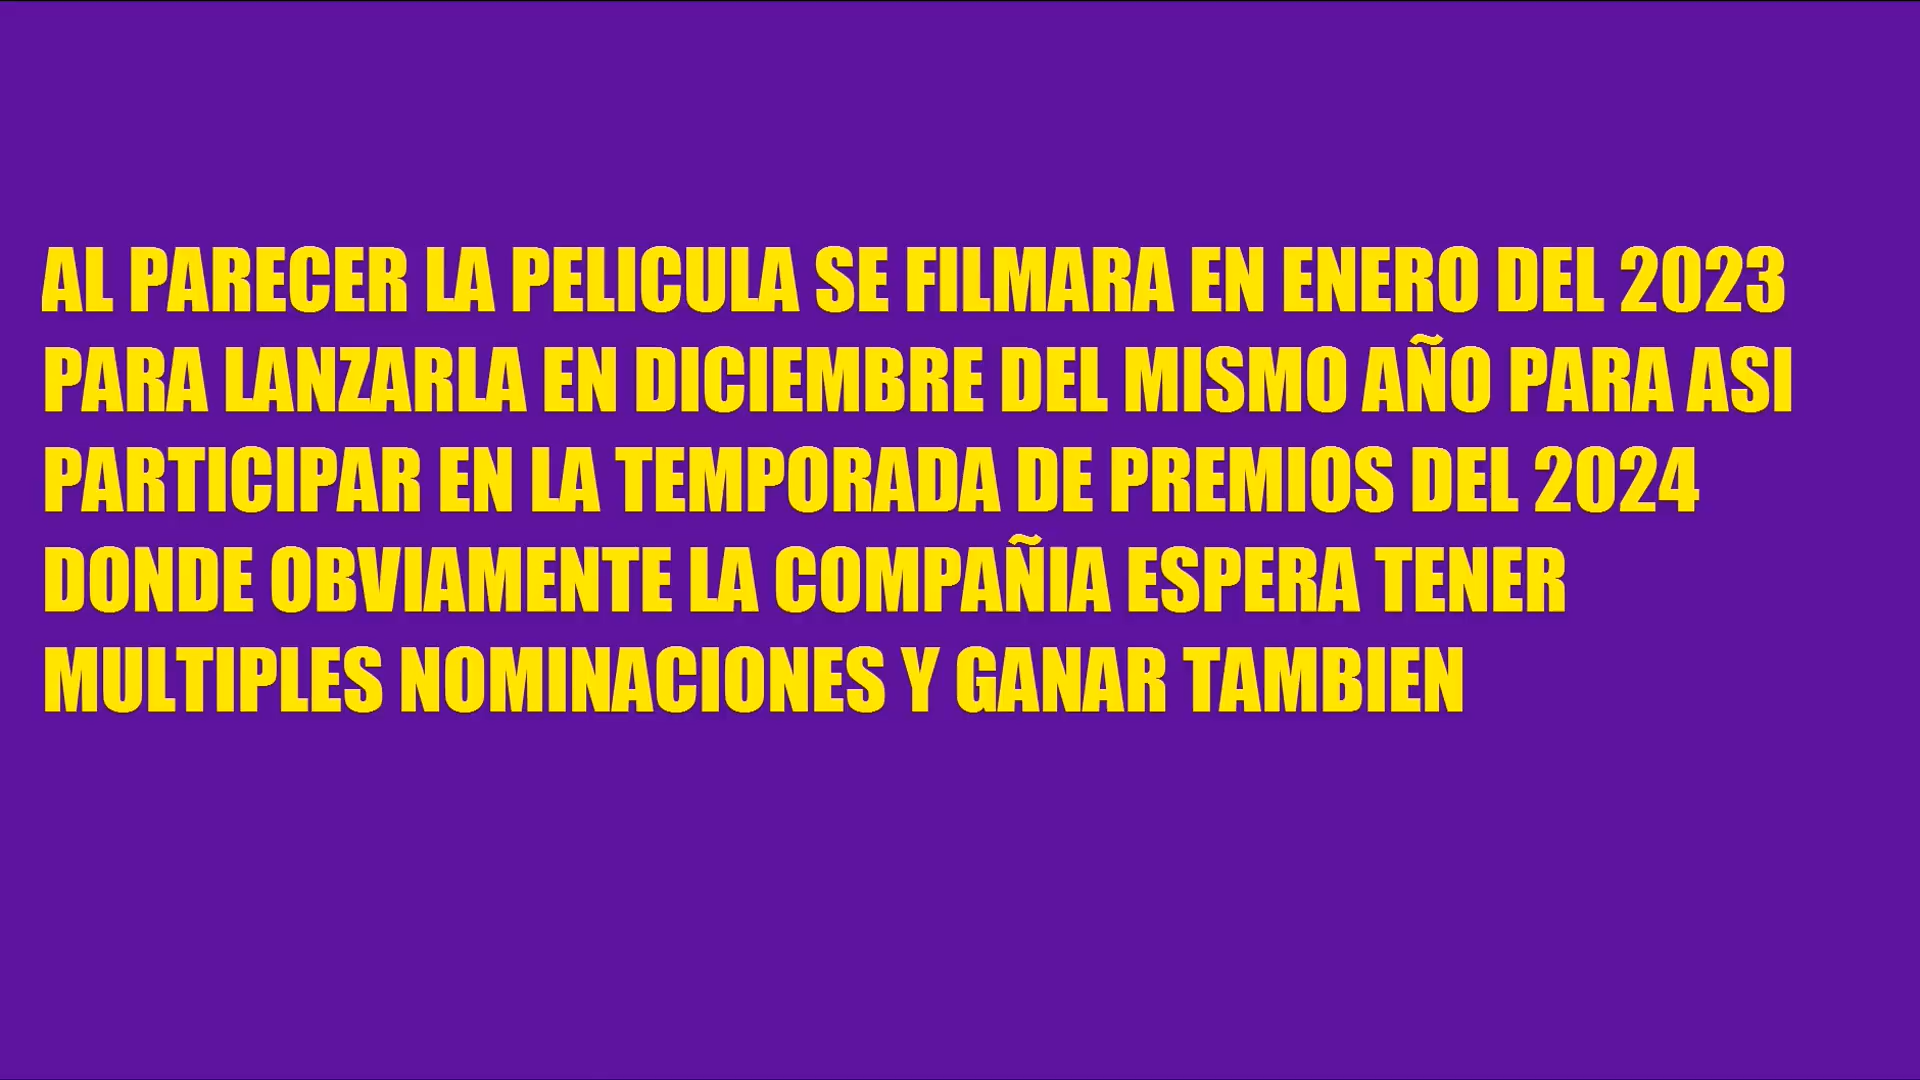 AL PARECER LA PELICULA SE FILMARA EN ENERO DEL 2023
PARA LANZARLA EN DICIEMBRE DEL MISMO AÑO PARA ASI
PARTICIPAR EN LA TEMPORADA DE PREMIOS DEL 2024
DONDE OBVIAMENTE LA COMPAÑIA ESPERA TENER
MULTIPLES NOMINACIONES Y GANAR TAMBIEN